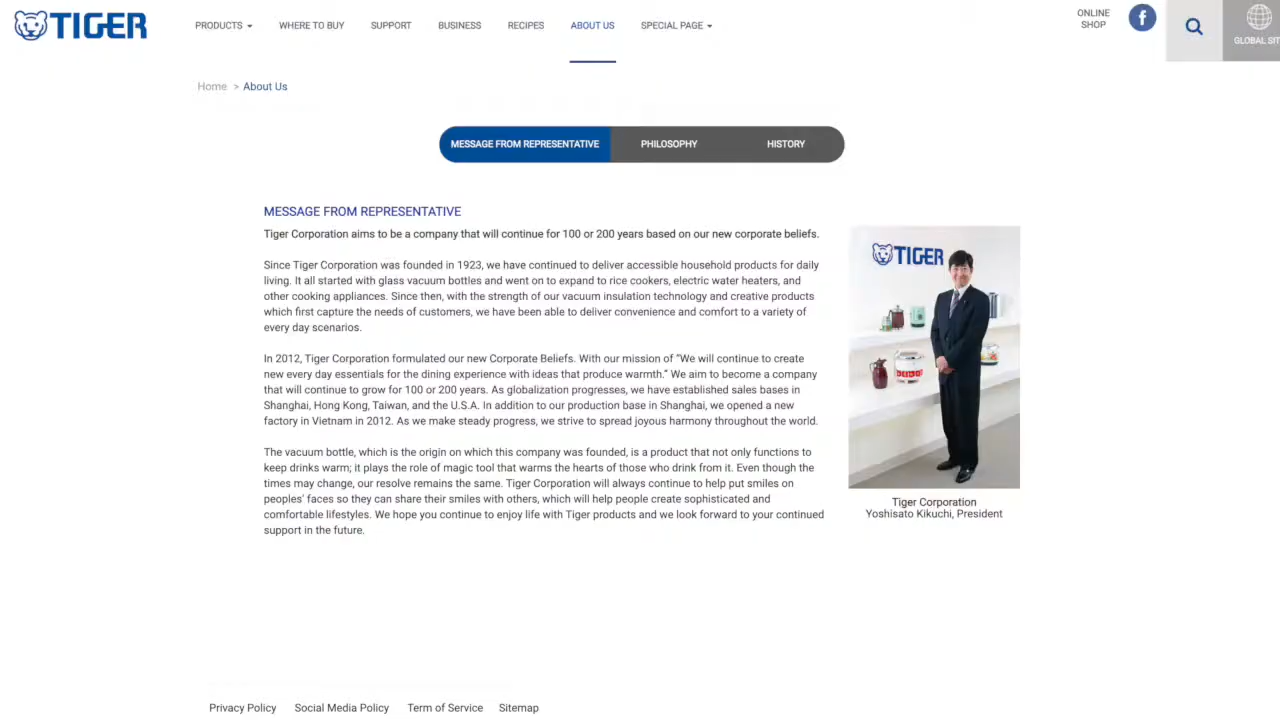 TIGER
PRODUCTS
WHERE TO BUY
SUPPORT
BUSINESS
RECIPES
ABOUT US
SPECIAL PAGE
ONLINE
SHOP
f
GLOBAL SIT
Home > About Us
MESSAGE FROM REPRESENTATIVE
PHILOSOPHY
HISTORY
MESSAGE FROM REPRESENTATIVE
Tiger Corporation aims to be a company that will continue for 100 or 200 years based on our new corporate beliefs.
Since Tiger Corporation was founded in 1923, we have continued to deliver accessible household products for daily
living. It all started with glass vacuum bottles and went on to expand to rice cookers, electric water heaters, and
other cooking appliances. Since then, with the strength of our vacuum insulation technology and creative products
which first capture the needs of customers, we have been able to deliver convenience and comfort to a variety of
every day scenarios.
In 2012, Tiger Corporation formulated our new Corporate Beliefs. With our mission of “We will continue to create
new every day essentials for the dining experience with ideas that produce warmth.” We aim to become a company
that will continue to grow for 100 or 200 years. As globalization progresses, we have established sales bases in
Shanghai, Hong Kong, Taiwan, and the U.S.A. In addition to our production base in Shanghai, we opened a new
factory in Vietnam in 2012. As we make steady progress, we strive to spread joyous harmony throughout the world.
The vacuum bottle, which is the origin on which this company was founded, is a product that not only functions to
keep drinks warm; it plays the role of magic tool that warms the hearts of those who drink from it. Even though the
times may change, our resolve remains the same. Tiger Corporation will always continue to help put smiles on
peoples' faces so they can share their smiles with others, which will help people create sophisticated and
comfortable lifestyles. We hope you continue to enjoy life with Tiger products and we look forward to your continued
support in the future.
TIGER
Tiger Corporation
Yoshisato Kikuchi, President
Privacy Policy
Social Media Policy
Term of Service
Sitemap